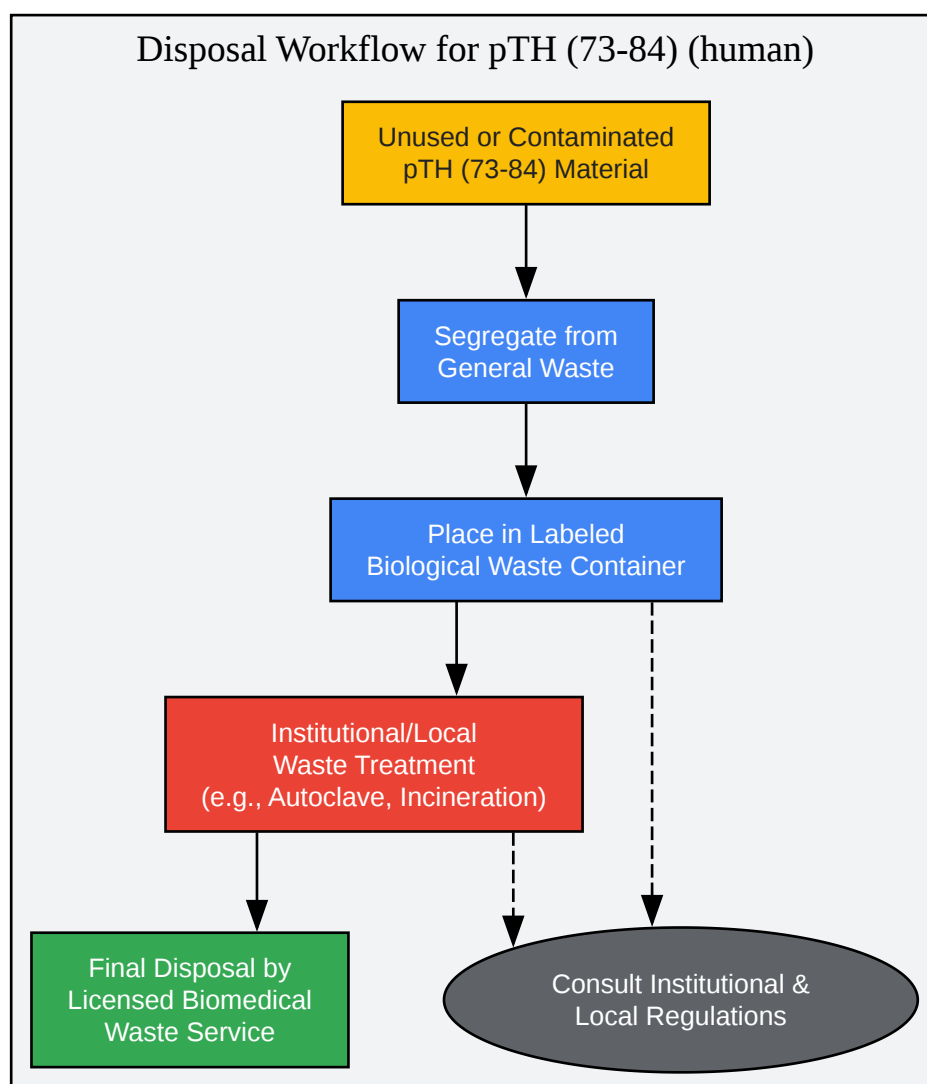 Disposal Workflow for pTH (73-84) (human)
Unused or Contaminated
pTH (73-84) Material
Segregate from
General Waste
Place in Labeled
Biological Waste Container
Institutional/Local
Waste Treatment
(e.g., Autoclave, Incineration)
Final Disposal by
Licensed Biomedical
Waste Service
Consult Institutional &
Local Regulations